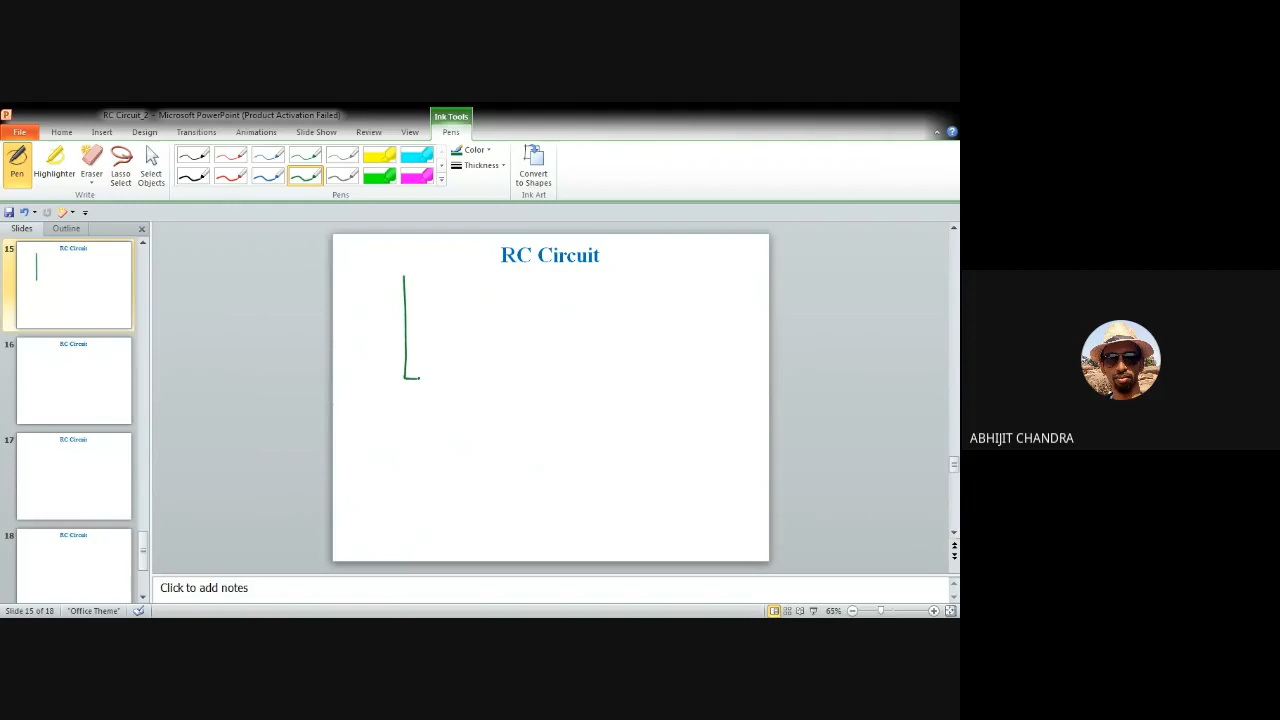 RC Circuit_2 - Microsoft PowerPoint (Product Activation Failed)
Ink Tools
File Home Insert Design Transitions Animations Slide Show Review View Pens
Pen Highlighter Eraser Lasso Select Select Objects
Color
Thickness
Convert to Shapes
Write Pens Ink Art
Slides Outline
15 RC Circuit
16 RC Circuit
17 RC Circuit
18 RC Circuit
RC Circuit
ABHIJIT CHANDRA
Click to add notes
Slide 15 of 18 "Office Theme" 65%